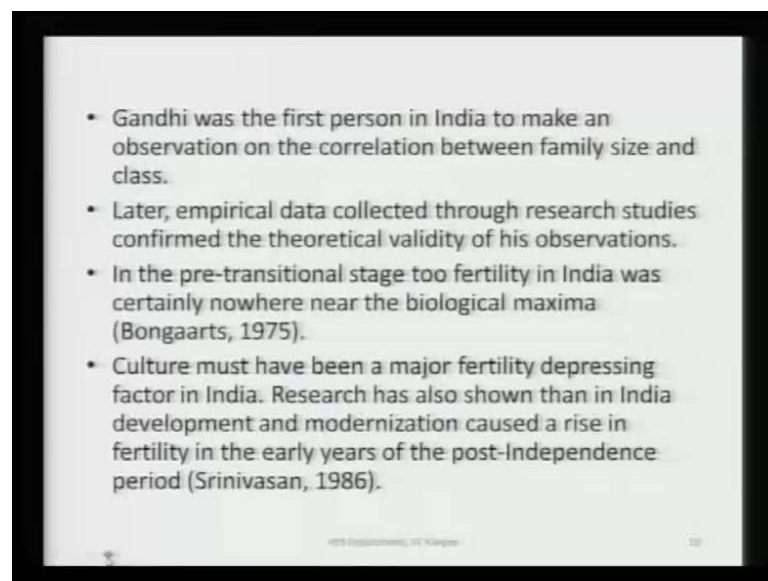 • Gandhi was the first person in India to make an
observation on the correlation between family size and
class.
• Later, empirical data collected through research studies
confirmed the theoretical validity of his observations.
• In the pre-transitional stage too fertility in India was
certainly nowhere near the biological maxima
(Bongaarts, 1975).
• Culture must have been a major fertility depressing
factor in India. Research has also shown than in India
development and modernization caused a rise in
fertility in the early years of the post-Independence
period (Srinivasan, 1986).
HSS Department, IIT Kanpur